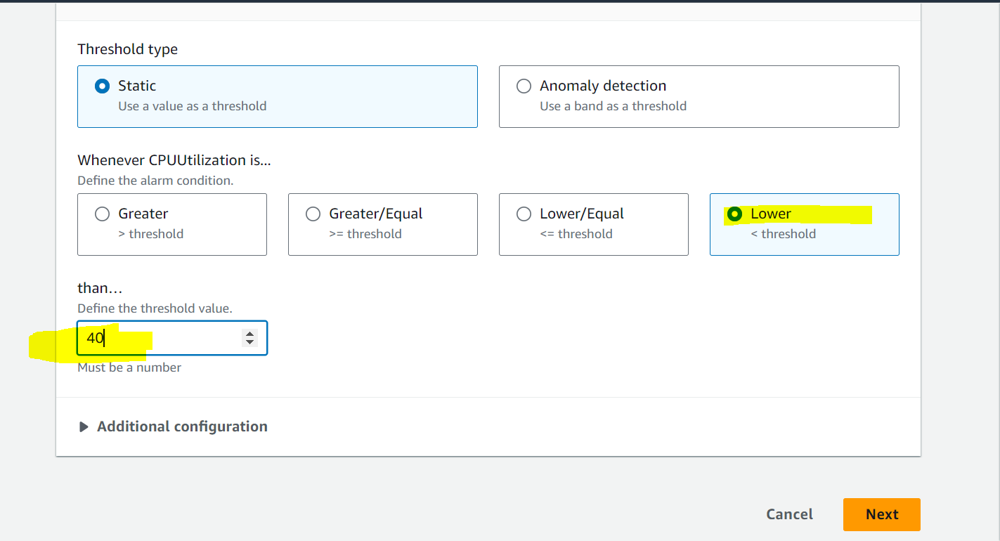 Threshold type
Static
Use a value as a threshold
Anomaly detection
Use a band as a threshold
Whenever CPUUtilization is...
Define the alarm condition.
Greater
> threshold
Greater/Equal
>= threshold
Lower/Equal
<= threshold
Lower
< threshold
than…
Define the threshold value.
40
Must be a number
Additional configuration
Cancel
Next